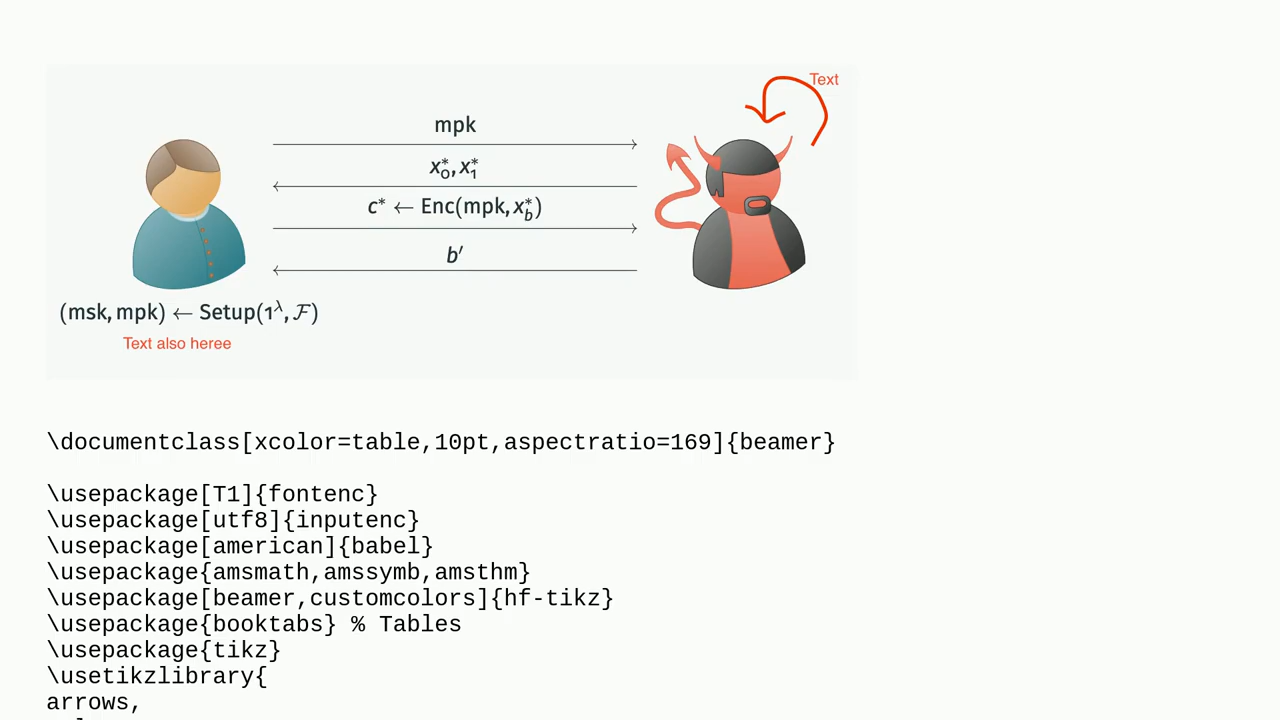 Text
mpk
x₀*, x₁*
c* ← Enc(mpk, x_b*)
b′
(msk, mpk) ← Setup(1^λ, ℱ)
Text also heree
\documentclass[xcolor=table,10pt,aspectratio=169]{beamer}
\usepackage[T1]{fontenc}
\usepackage[utf8]{inputenc}
\usepackage[american]{babel}
\usepackage{amsmath,amssymb,amsthm}
\usepackage[beamer,customcolors]{hf-tikz}
\usepackage{booktabs} % Tables
\usepackage{tikz}
\usetikzlibrary{
arrows,